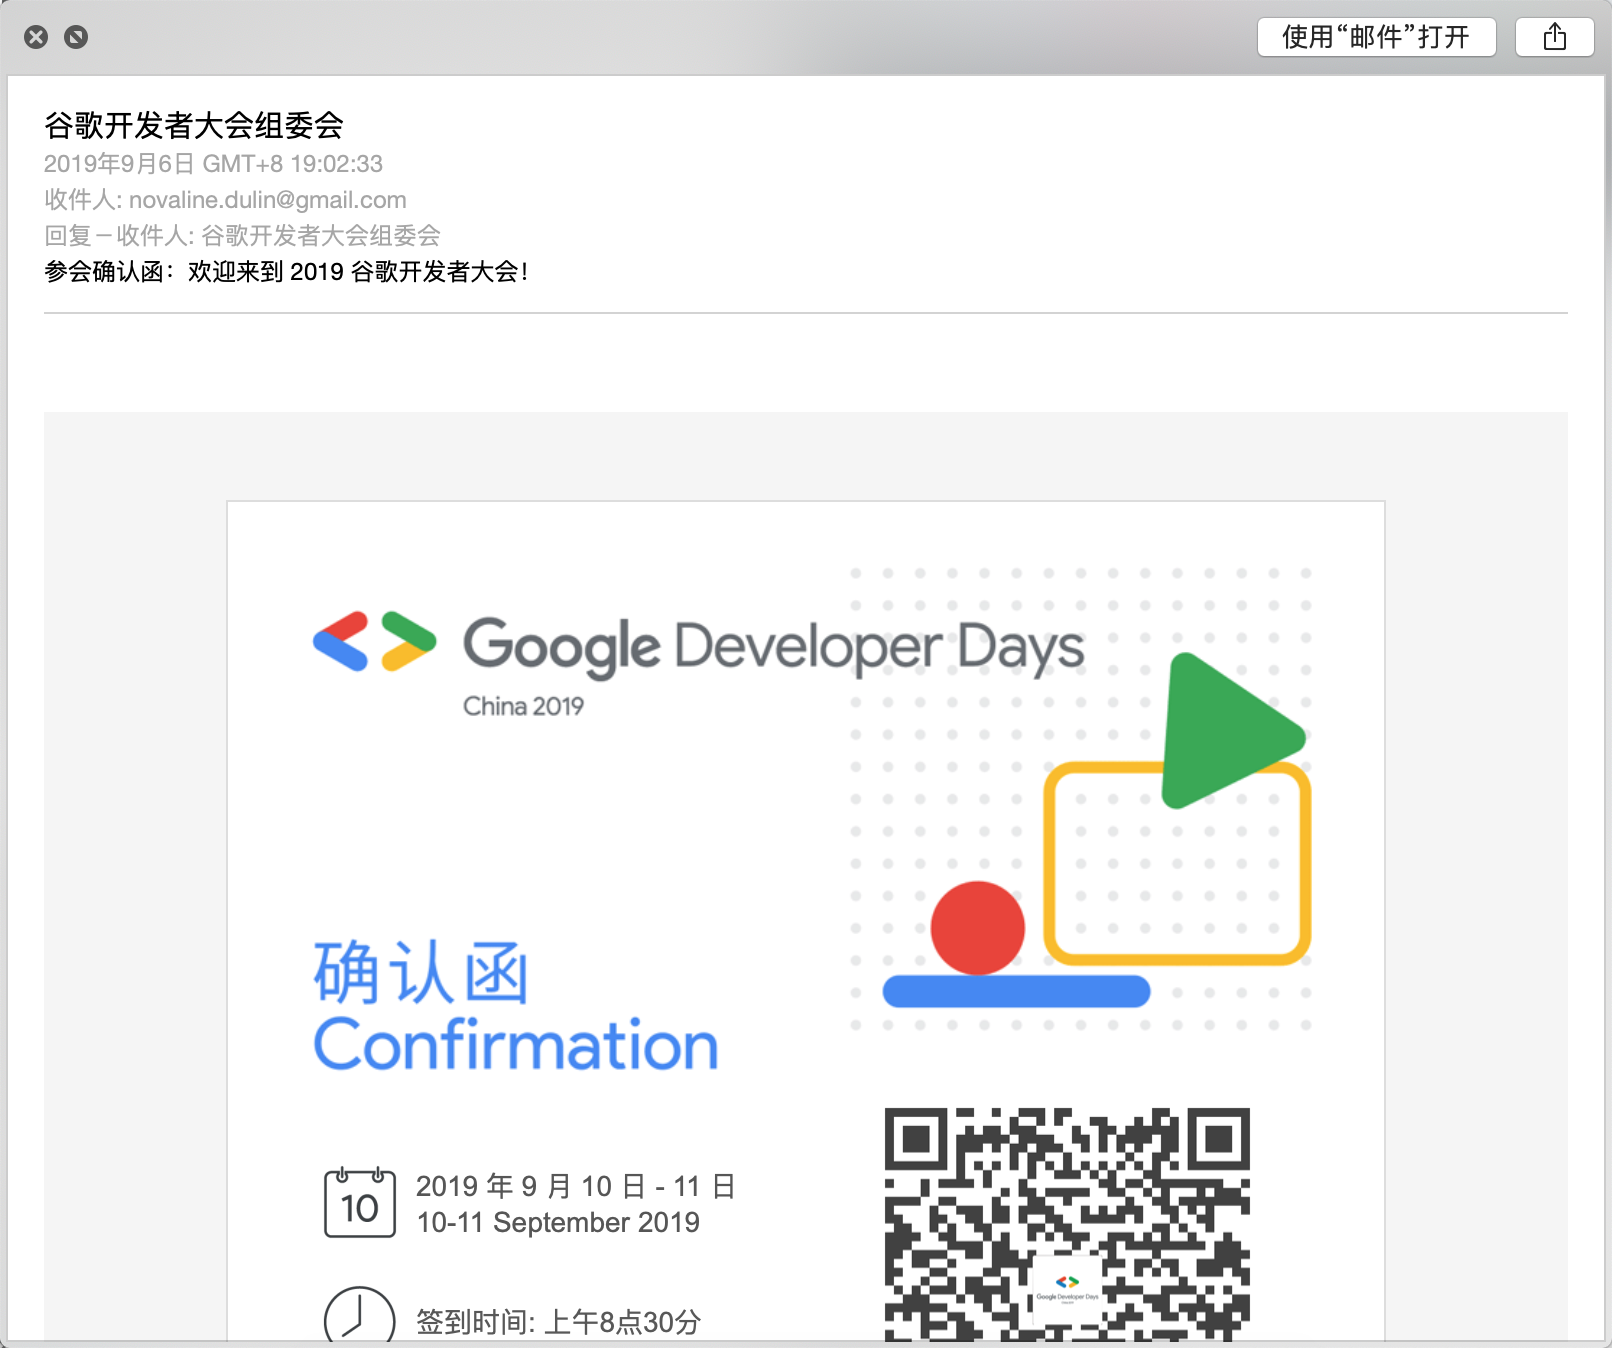 使用“邮件”打开
谷歌开发者大会组委会
2019年9月6日 GMT+8 19:02:33
收件人: novaline.dulin@gmail.com
回复－收件人: 谷歌开发者大会组委会
参会确认函：欢迎来到 2019 谷歌开发者大会！
Google Developer Days
China 2019
确认函
Confirmation
10
2019 年 9 月 10 日 - 11 日
10-11 September 2019
Google Developer Days
签到时间: 上午8点30分